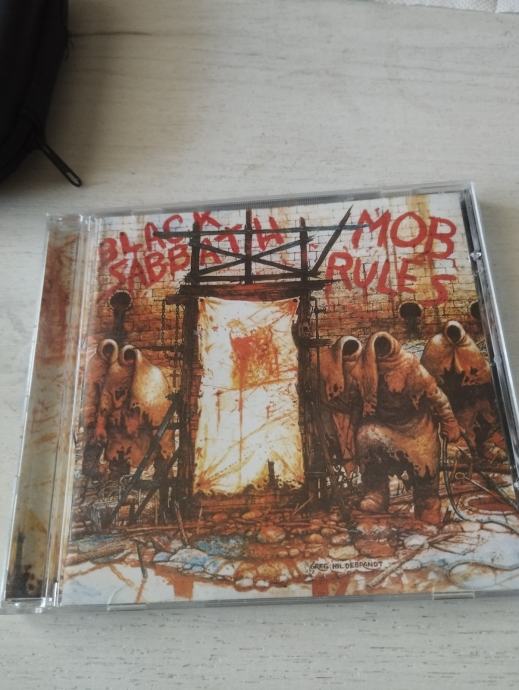 BLACK
SABBATH
MOB
RULES
GREG HILDEBRANDT